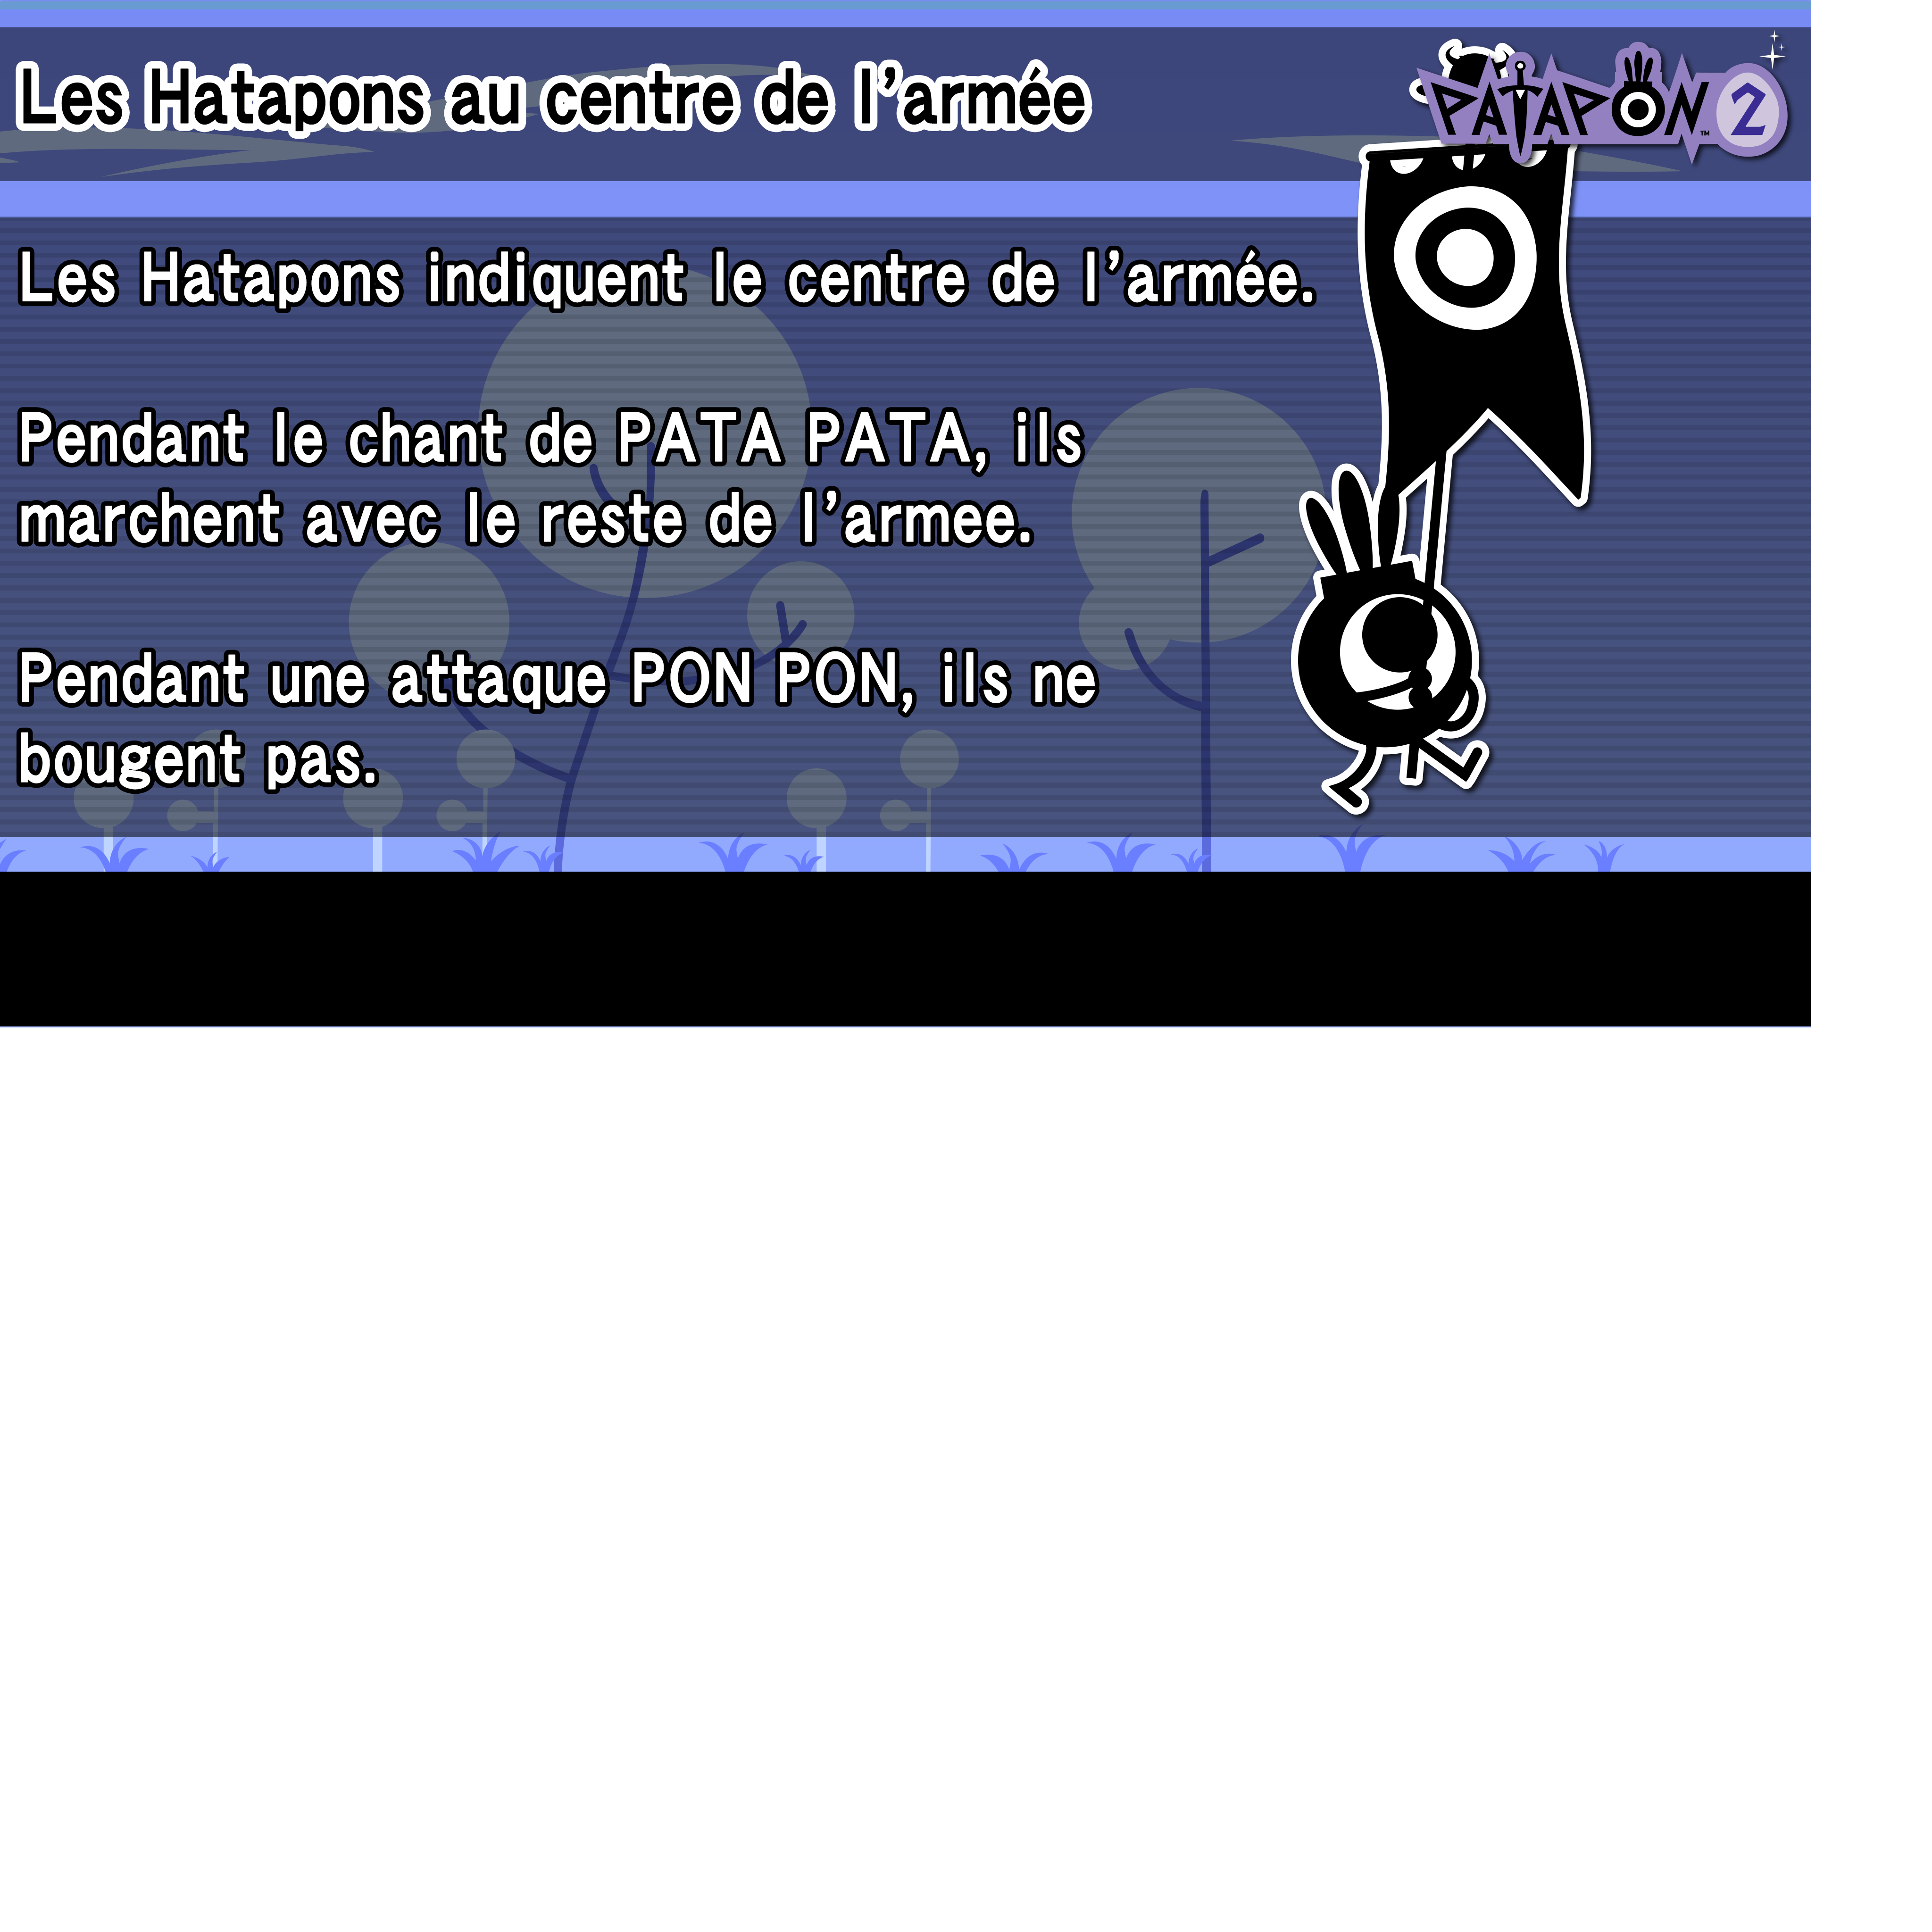 Les Hatapons au centre de l'armée
PATAPON™ 2
Les Hatapons indiquent le centre de l'armée.
Pendant le chant de PATA PATA, ils
marchent avec le reste de l'armee.
Pendant une attaque PON PON, ils ne
bougent pas.